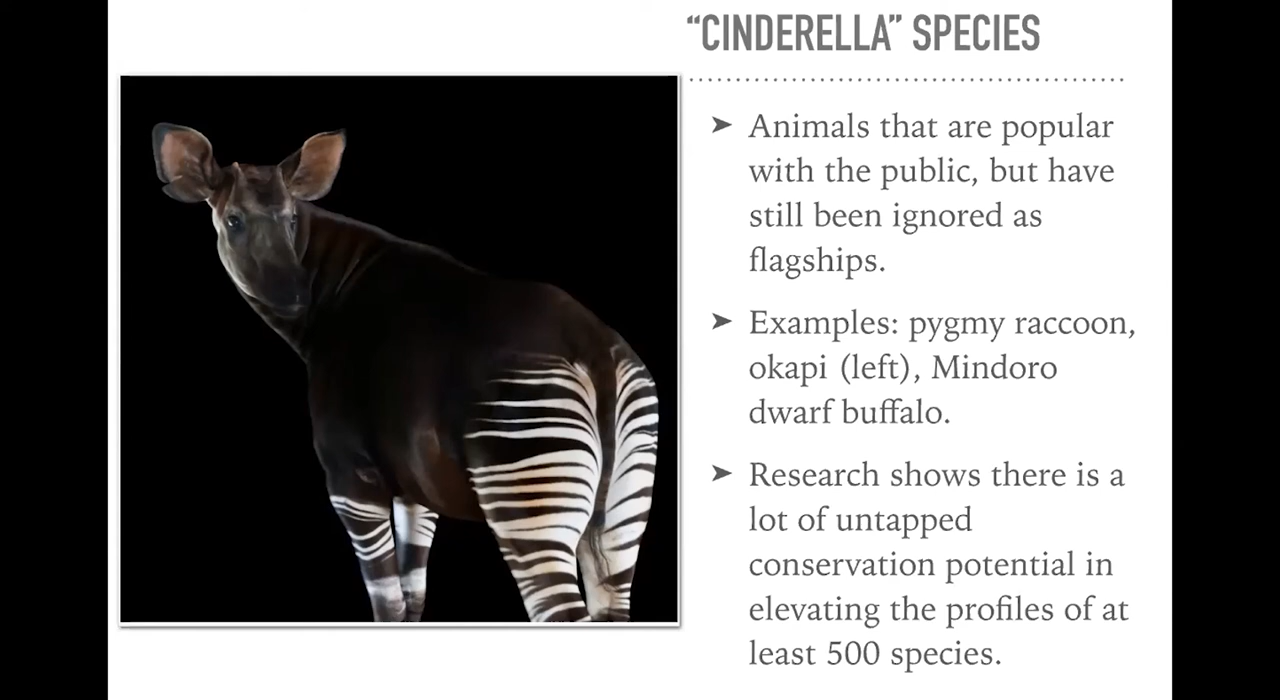 “CINDERELLA” SPECIES
➤ Animals that are popular
with the public, but have
still been ignored as
flagships.
➤ Examples: pygmy raccoon,
okapi (left), Mindoro
dwarf buffalo.
➤ Research shows there is a
lot of untapped
conservation potential in
elevating the profiles of at
least 500 species.